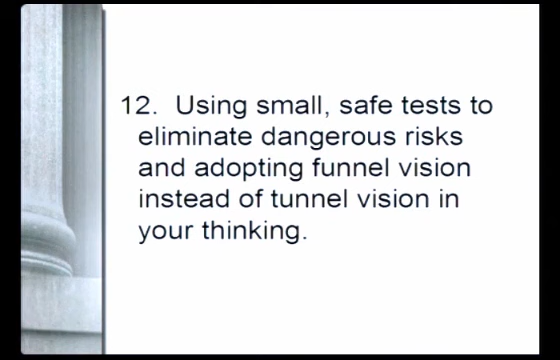 12. Using small, safe tests to
eliminate dangerous risks
and adopting funnel vision
instead of tunnel vision in
your thinking.